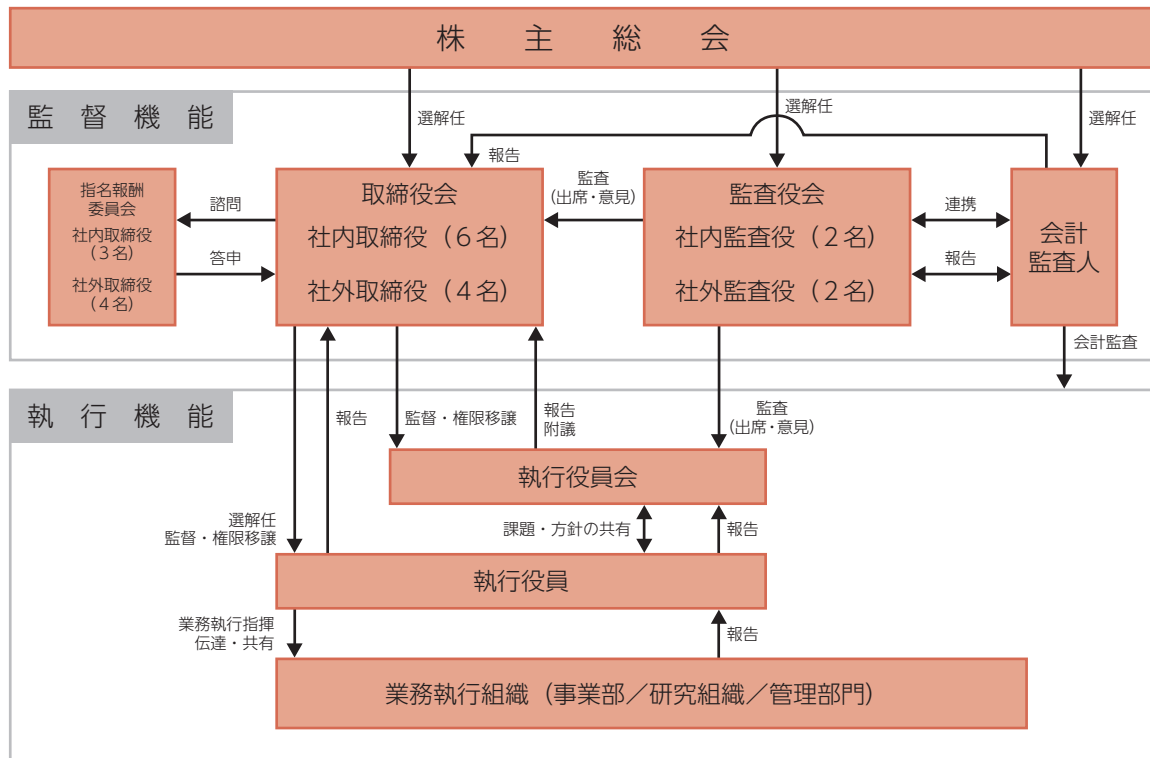 株主総会
監督機能
選解任
選解任
選解任
報告
指名報酬
委員会
社内取締役
（３名）
社外取締役
（４名）
諮問
答申
取締役会
社内取締役（６名）
社外取締役（４名）
監査
（出席・意見）
監査役会
社内監査役（２名）
社外監査役（２名）
連携
報告
会計
監査人
会計監査
執行機能
報告
監督・権限移譲
報告
附議
監査
（出席・意見）
執行役員会
選解任
監督・権限移譲
課題・方針の共有
報告
執行役員
業務執行指揮
伝達・共有
報告
業務執行組織（事業部／研究組織／管理部門）